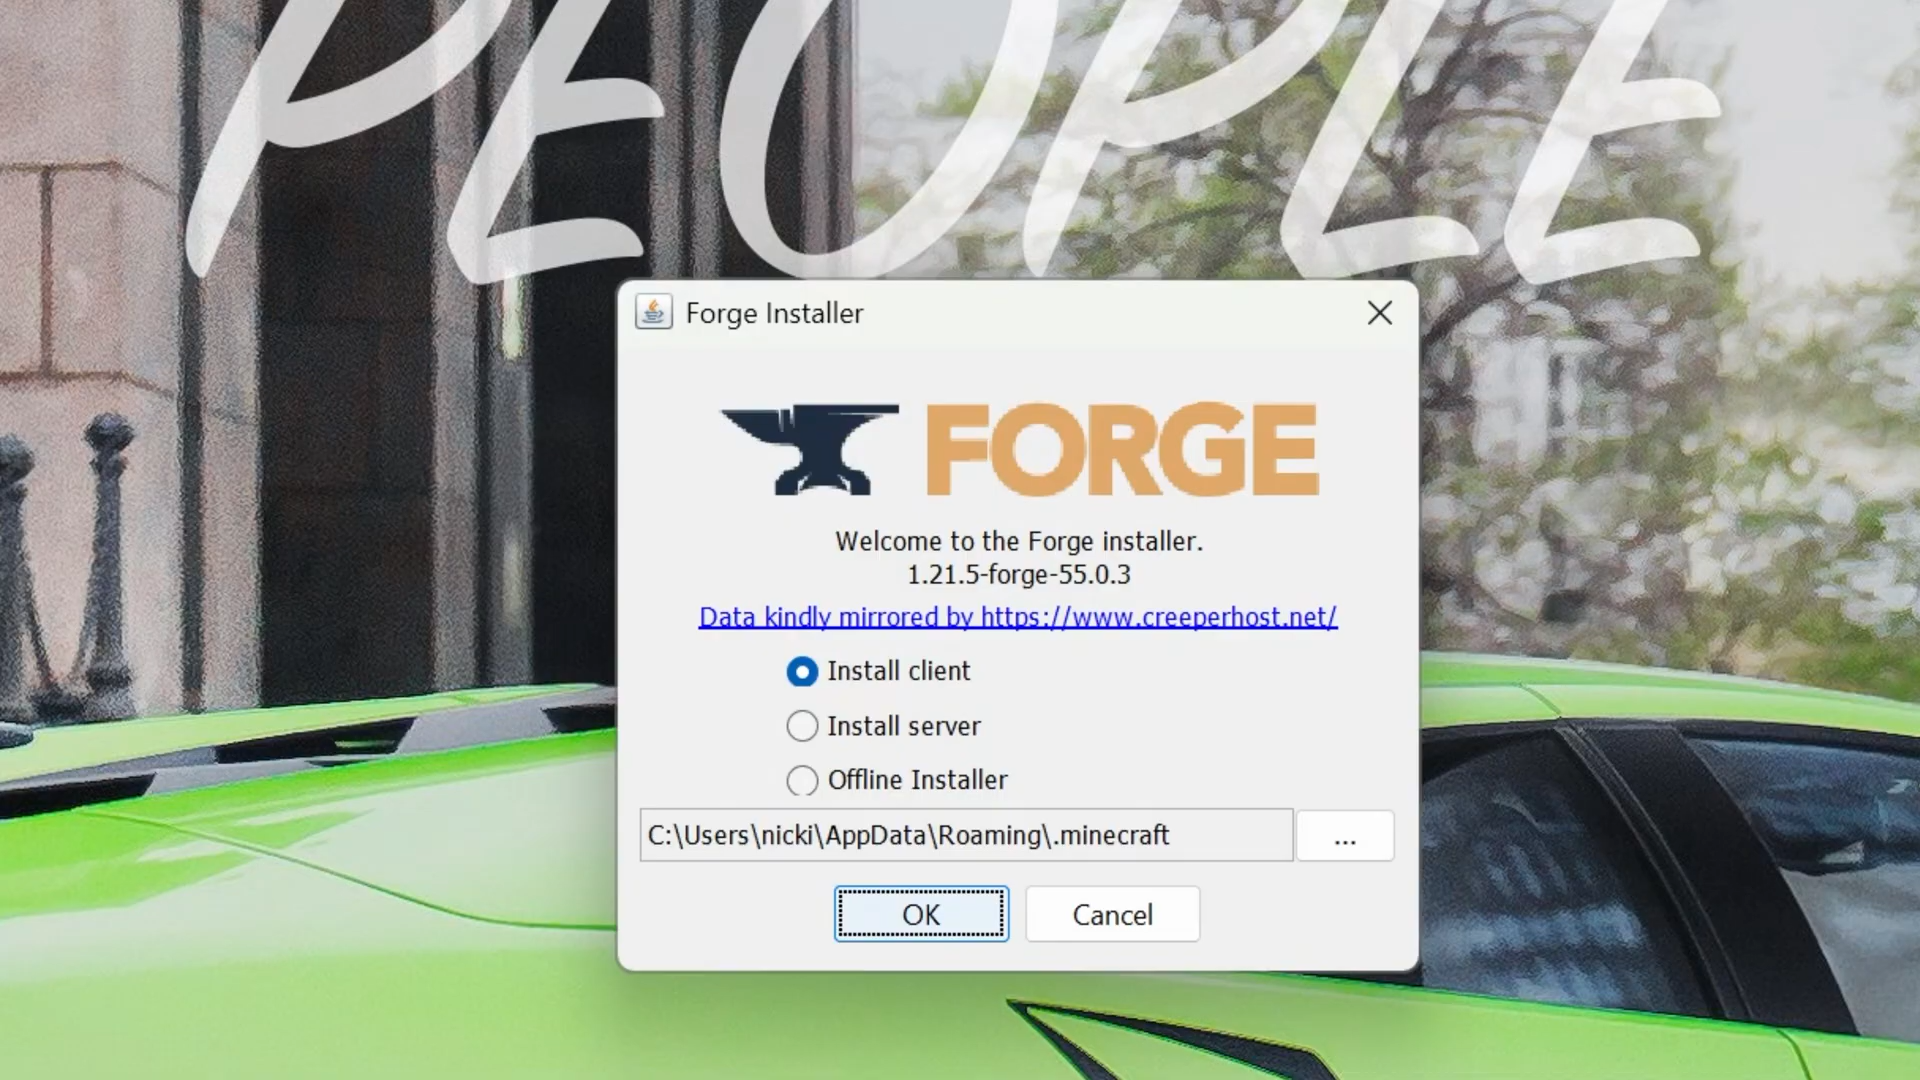 PEOPLE
Forge Installer
FORGE
Welcome to the Forge installer.
1.21.5-forge-55.0.3
Data kindly mirrored by https://www.creeperhost.net/
Install client
Install server
Offline Installer
C:\Users\nicki\AppData\Roaming\.minecraft
...
OK
Cancel